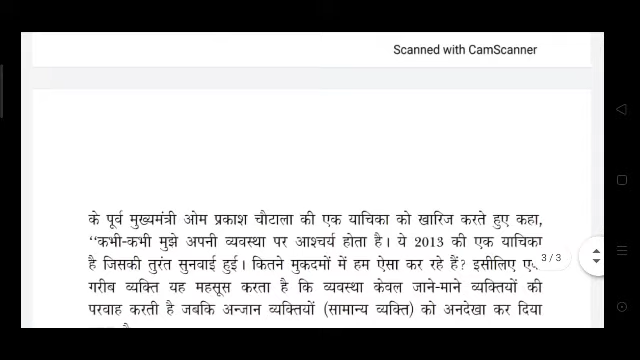 Scanned with CamScanner
के पूर्व मुख्यमंत्री ओम प्रकाश चौटाला की एक याचिका को खारिज करते हुए कहा,
“कभी-कभी मुझे अपनी व्यवस्था पर आश्चर्य होता है। ये 2013 की एक याचिका
है जिसकी तुरंत सुनवाई हुई। कितने मुकदमों में हम ऐसा कर रहे हैं? इसीलिए
3/3
गरीब व्यक्ति यह महसूस करता है कि व्यवस्था केवल जाने-माने व्यक्तियों की
परवाह करती है जबकि अन्जान व्यक्तियों (सामान्य व्यक्ति) को अनदेखा कर दिया